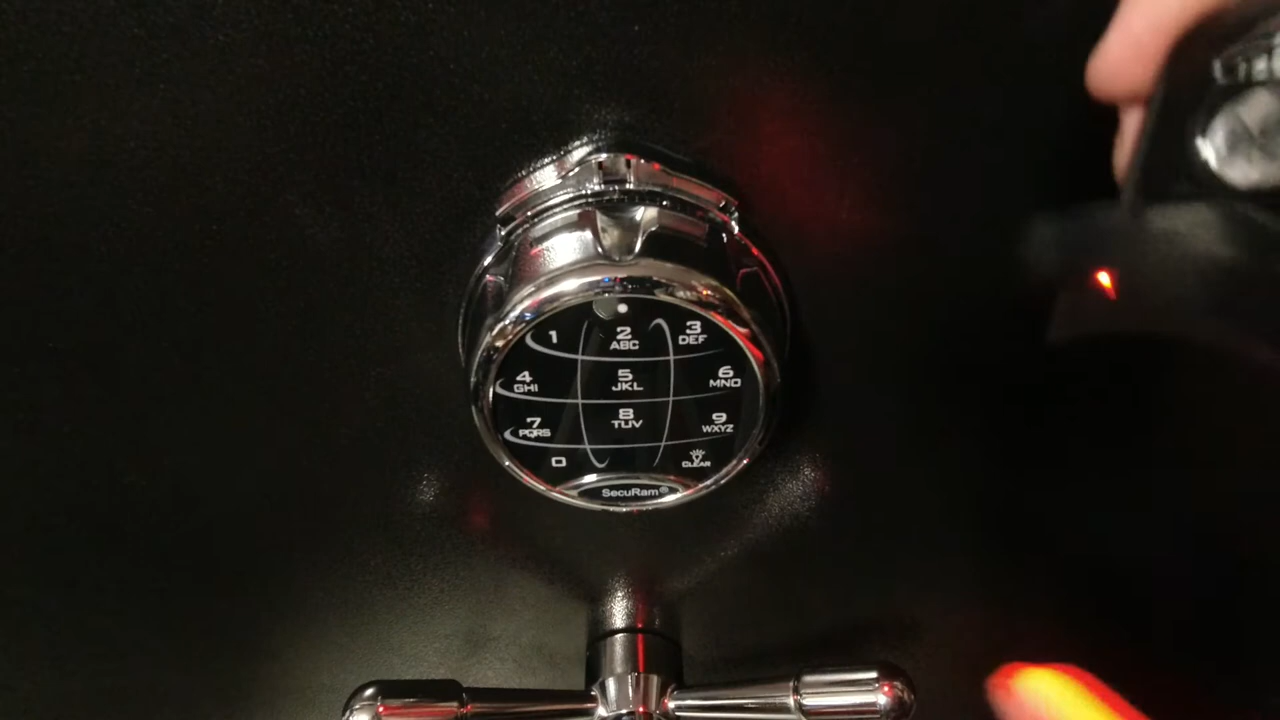 1
2
ABC
3
DEF
4
GHI
5
JKL
6
MNO
7
PQRS
8
TUV
9
WXYZ
0
CLEAR
SecuRam®